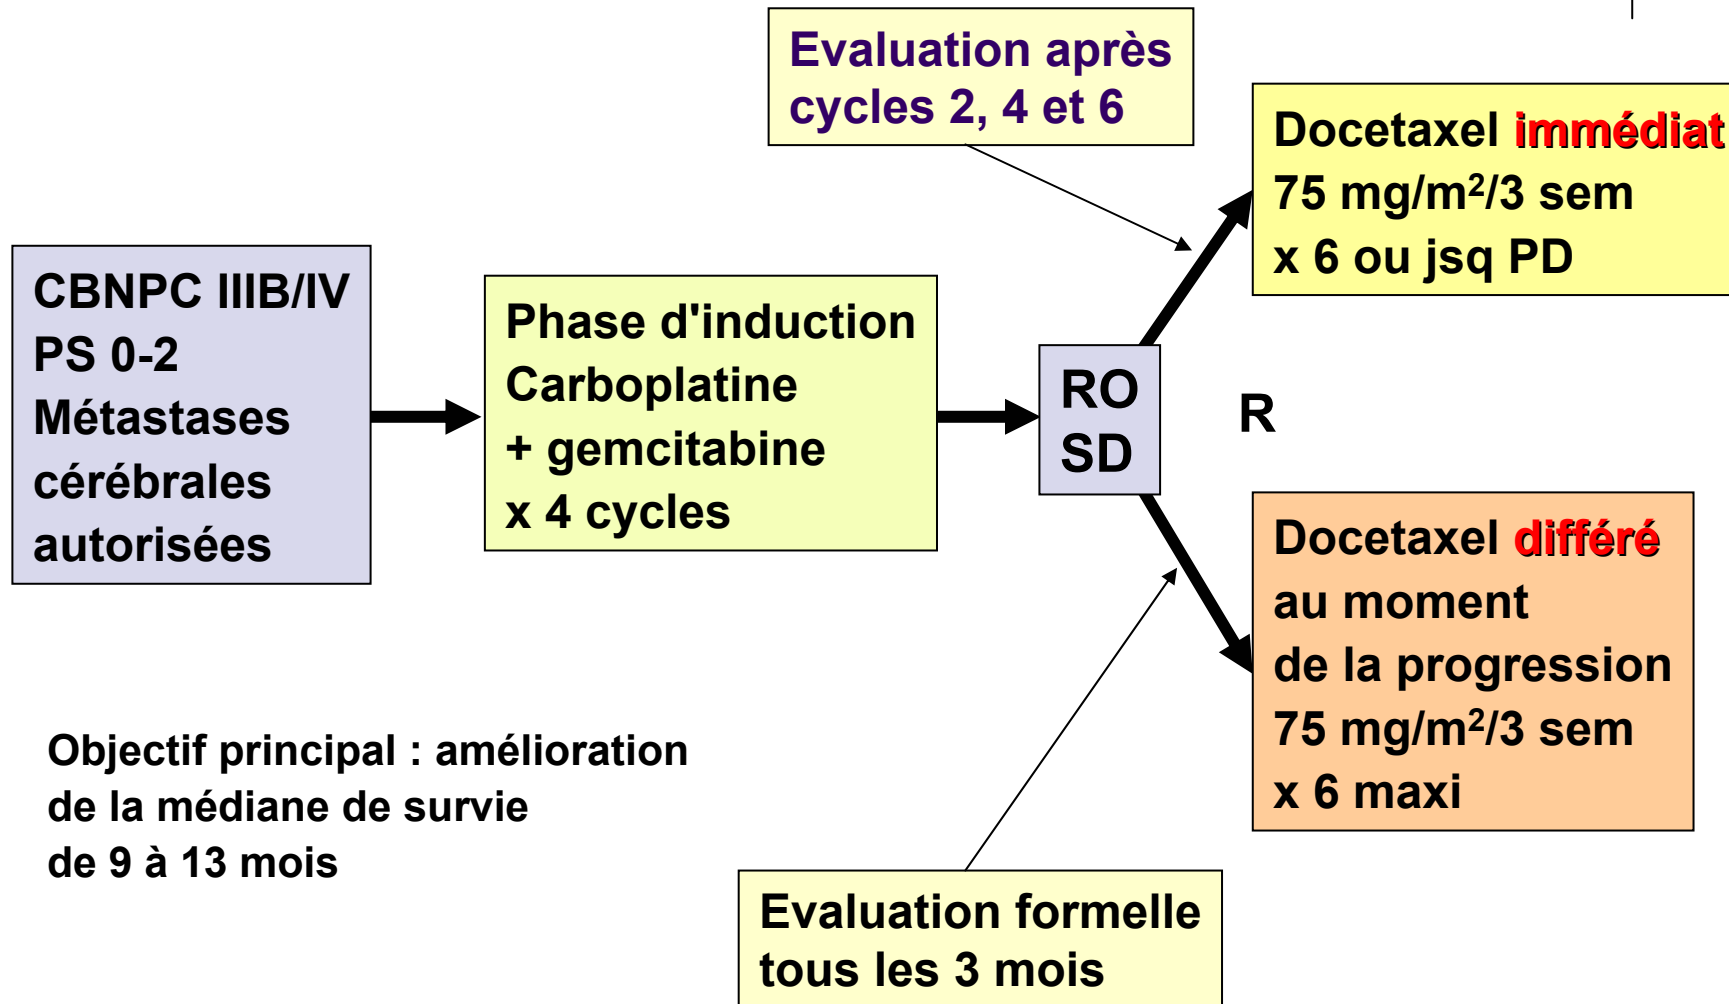 Evaluation après
cycles 2, 4 et 6
Docetaxel immédiat
75 mg/m²/3 sem
x 6 ou jsq PD
CBNPC IIIB/IV
PS 0-2
Métastases
cérébrales
autorisées
Phase d'induction
Carboplatine
+ gemcitabine
x 4 cycles
RO
SD
R
Docetaxel différé
au moment
de la progression
75 mg/m²/3 sem
x 6 maxi
Objectif principal : amélioration
de la médiane de survie
de 9 à 13 mois
Evaluation formelle
tous les 3 mois